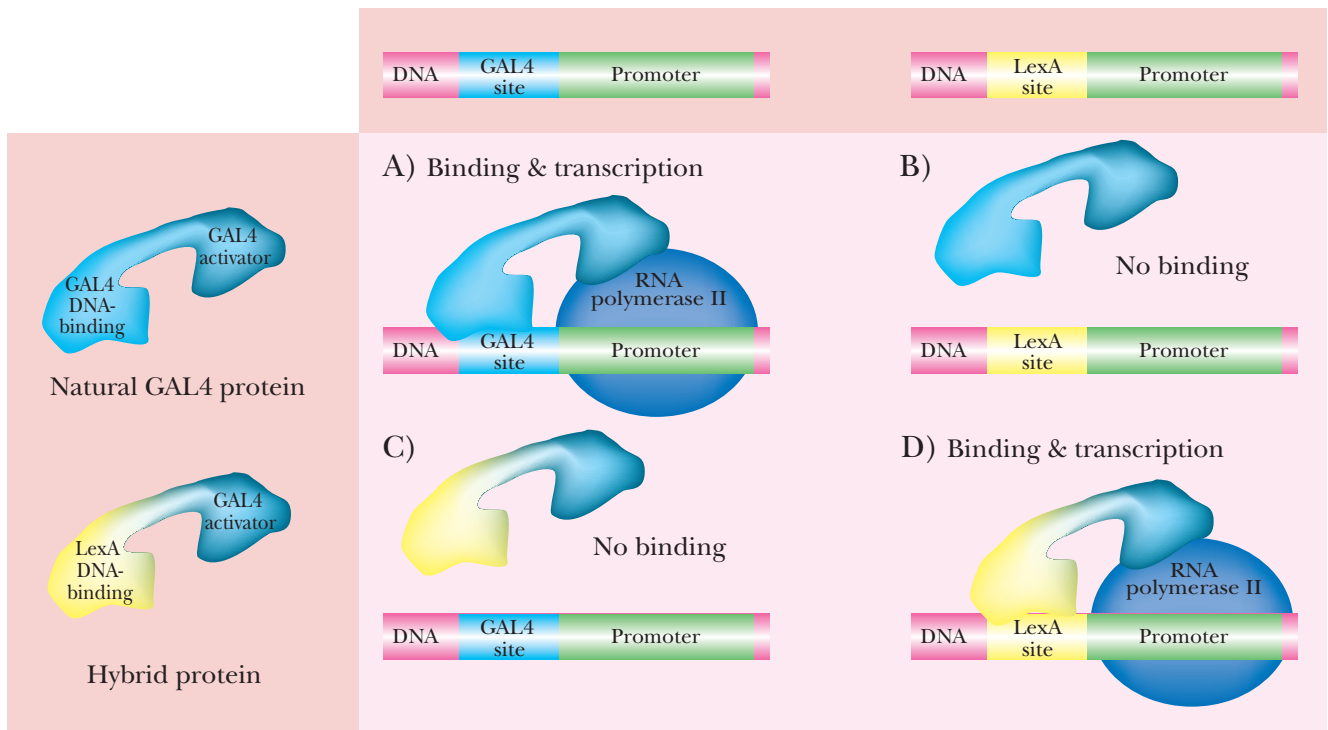 DNA
GAL4
site
Promoter
DNA
LexA
site
Promoter
GAL4
activator
GAL4
DNA-
binding
Natural GAL4 protein
A) Binding & transcription
RNA
polymerase II
DNA
GAL4
site
Promoter
B)
No binding
DNA
LexA
site
Promoter
GAL4
activator
LexA
DNA-
binding
Hybrid protein
C)
No binding
DNA
GAL4
site
Promoter
D) Binding & transcription
RNA
polymerase II
DNA
LexA
site
Promoter